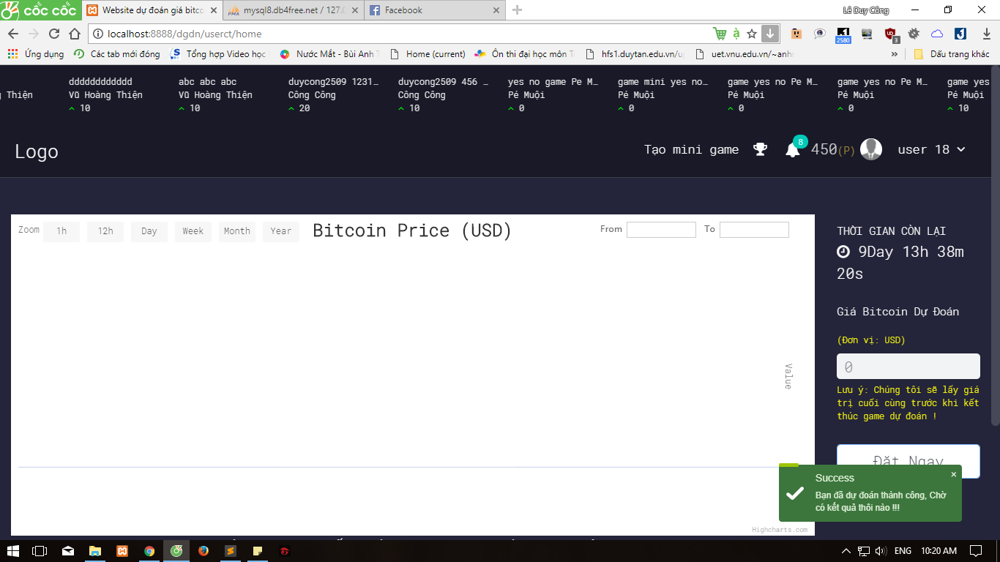 cốc cốc
Website dự đoán giá bitco
mysql8.db4free.net / 127.0
Facebook
Lê Duy Công
localhost:8888/dgdn/userct/home
2580
3
Ứng dụng
Các tab mới đóng
Tổng hợp Video học
Nước Mắt - Bùi Anh T
Home (current)
Ôn thi đại học môn T
hfs1.duytan.edu.vn/up
uet.vnu.edu.vn/~anhn
»
Dấu trang khác
dddddddddddd
abc abc abc
duycong2509 1231…
duycong2509 456 …
yes no game Pe M…
game mini yes no…
game yes no Pe M…
game yes no Pe M…
game yes
Thiện
Vũ Hoàng Thiện
Vũ Hoàng Thiện
Công Công
Công Công
Pé Muội
Pé Muội
Pé Muội
Pé Muội
Pé Muội
10
10
20
10
0
0
0
0
10
Logo
Tạo mini game
8
450(P)
user 18
Zoom
1h
12h
Day
Week
Month
Year
Bitcoin Price (USD)
From
To
Value
Highcharts.com
THỜI GIAN CÒN LẠI
9Day 13h 38m
20s
Giá Bitcoin Dự Đoán
(Đơn vị: USD)
0
Lưu ý: Chúng tôi sẽ lấy giá
trị cuối cùng trước khi kết
thúc game dự đoán !
Đặt Ngay
Success
×
Bạn đã dự đoán thành công, Chờ
có kết quả thôi nào !!!
ENG
10:20 AM